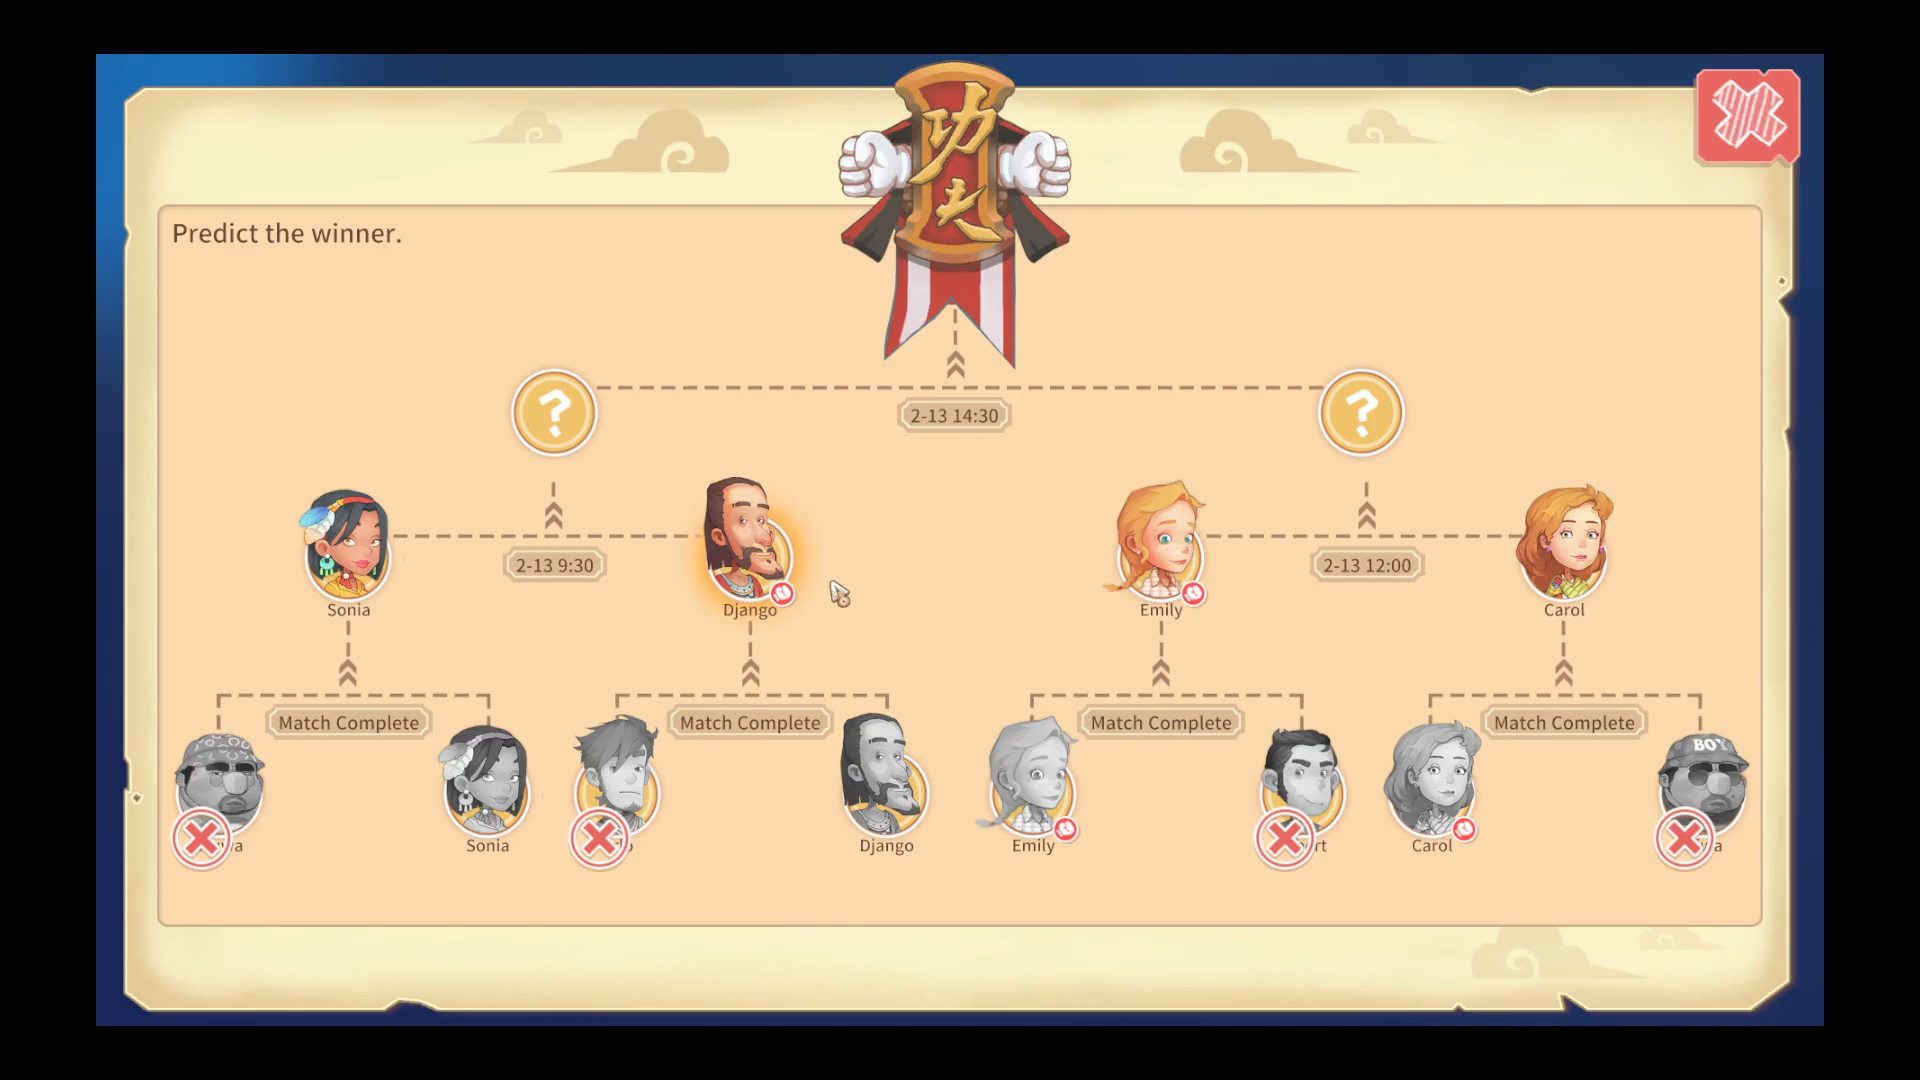 功
夫
Predict the winner.
2-13 14:30
2-13 9:30
2-13 12:00
Sonia
Django
Emily
Carol
Match Complete
Match Complete
Match Complete
Match Complete
BOY
Sonia
Django
Emily
Carol